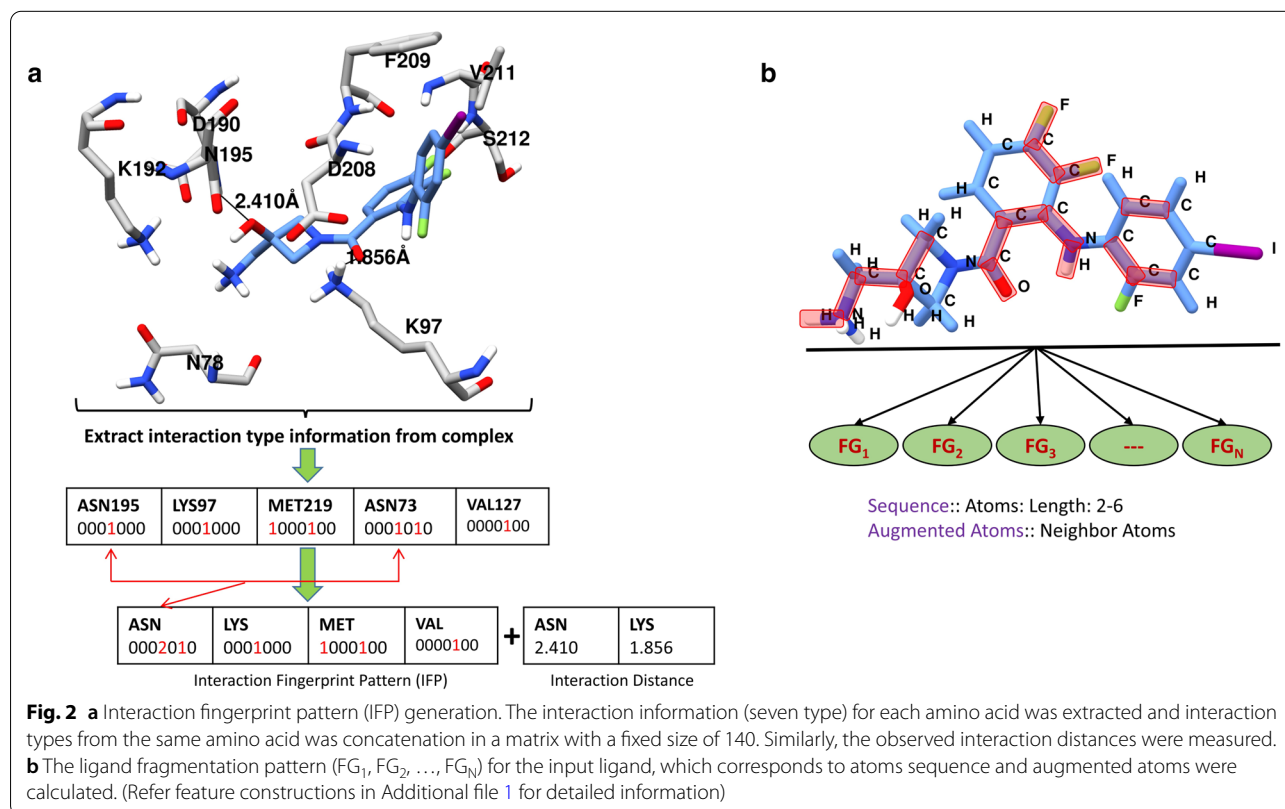 a
F209
V211
D190
S212
N195
K192
D208
2.410Å
1.856Å
K97
N78
Extract interaction type information from complex
ASN195 LYS97 MET219 ASN73 VAL127
0001000 0001000 1000100 0001010 0000100
ASN LYS MET VAL + ASN LYS
0002010 0001000 1000100 0000100 2.410 1.856
Interaction Fingerprint Pattern (IFP) Interaction Distance
b
F
H
H C C
C C F H H
H C C
H H C C C C
C C C I
H N C N C C
H C O H C H
H N H H O F
H H H
FG1 FG2 FG3 --- FGN
Sequence:: Atoms: Length: 2-6
Augmented Atoms:: Neighbor Atoms
Fig. 2 a Interaction fingerprint pattern (IFP) generation. The interaction information (seven type) for each amino acid was extracted and interaction
types from the same amino acid was concatenation in a matrix with a fixed size of 140. Similarly, the observed interaction distances were measured.
b The ligand fragmentation pattern (FG1, FG2, …, FGN) for the input ligand, which corresponds to atoms sequence and augmented atoms were
calculated. (Refer feature constructions in Additional file 1 for detailed information)